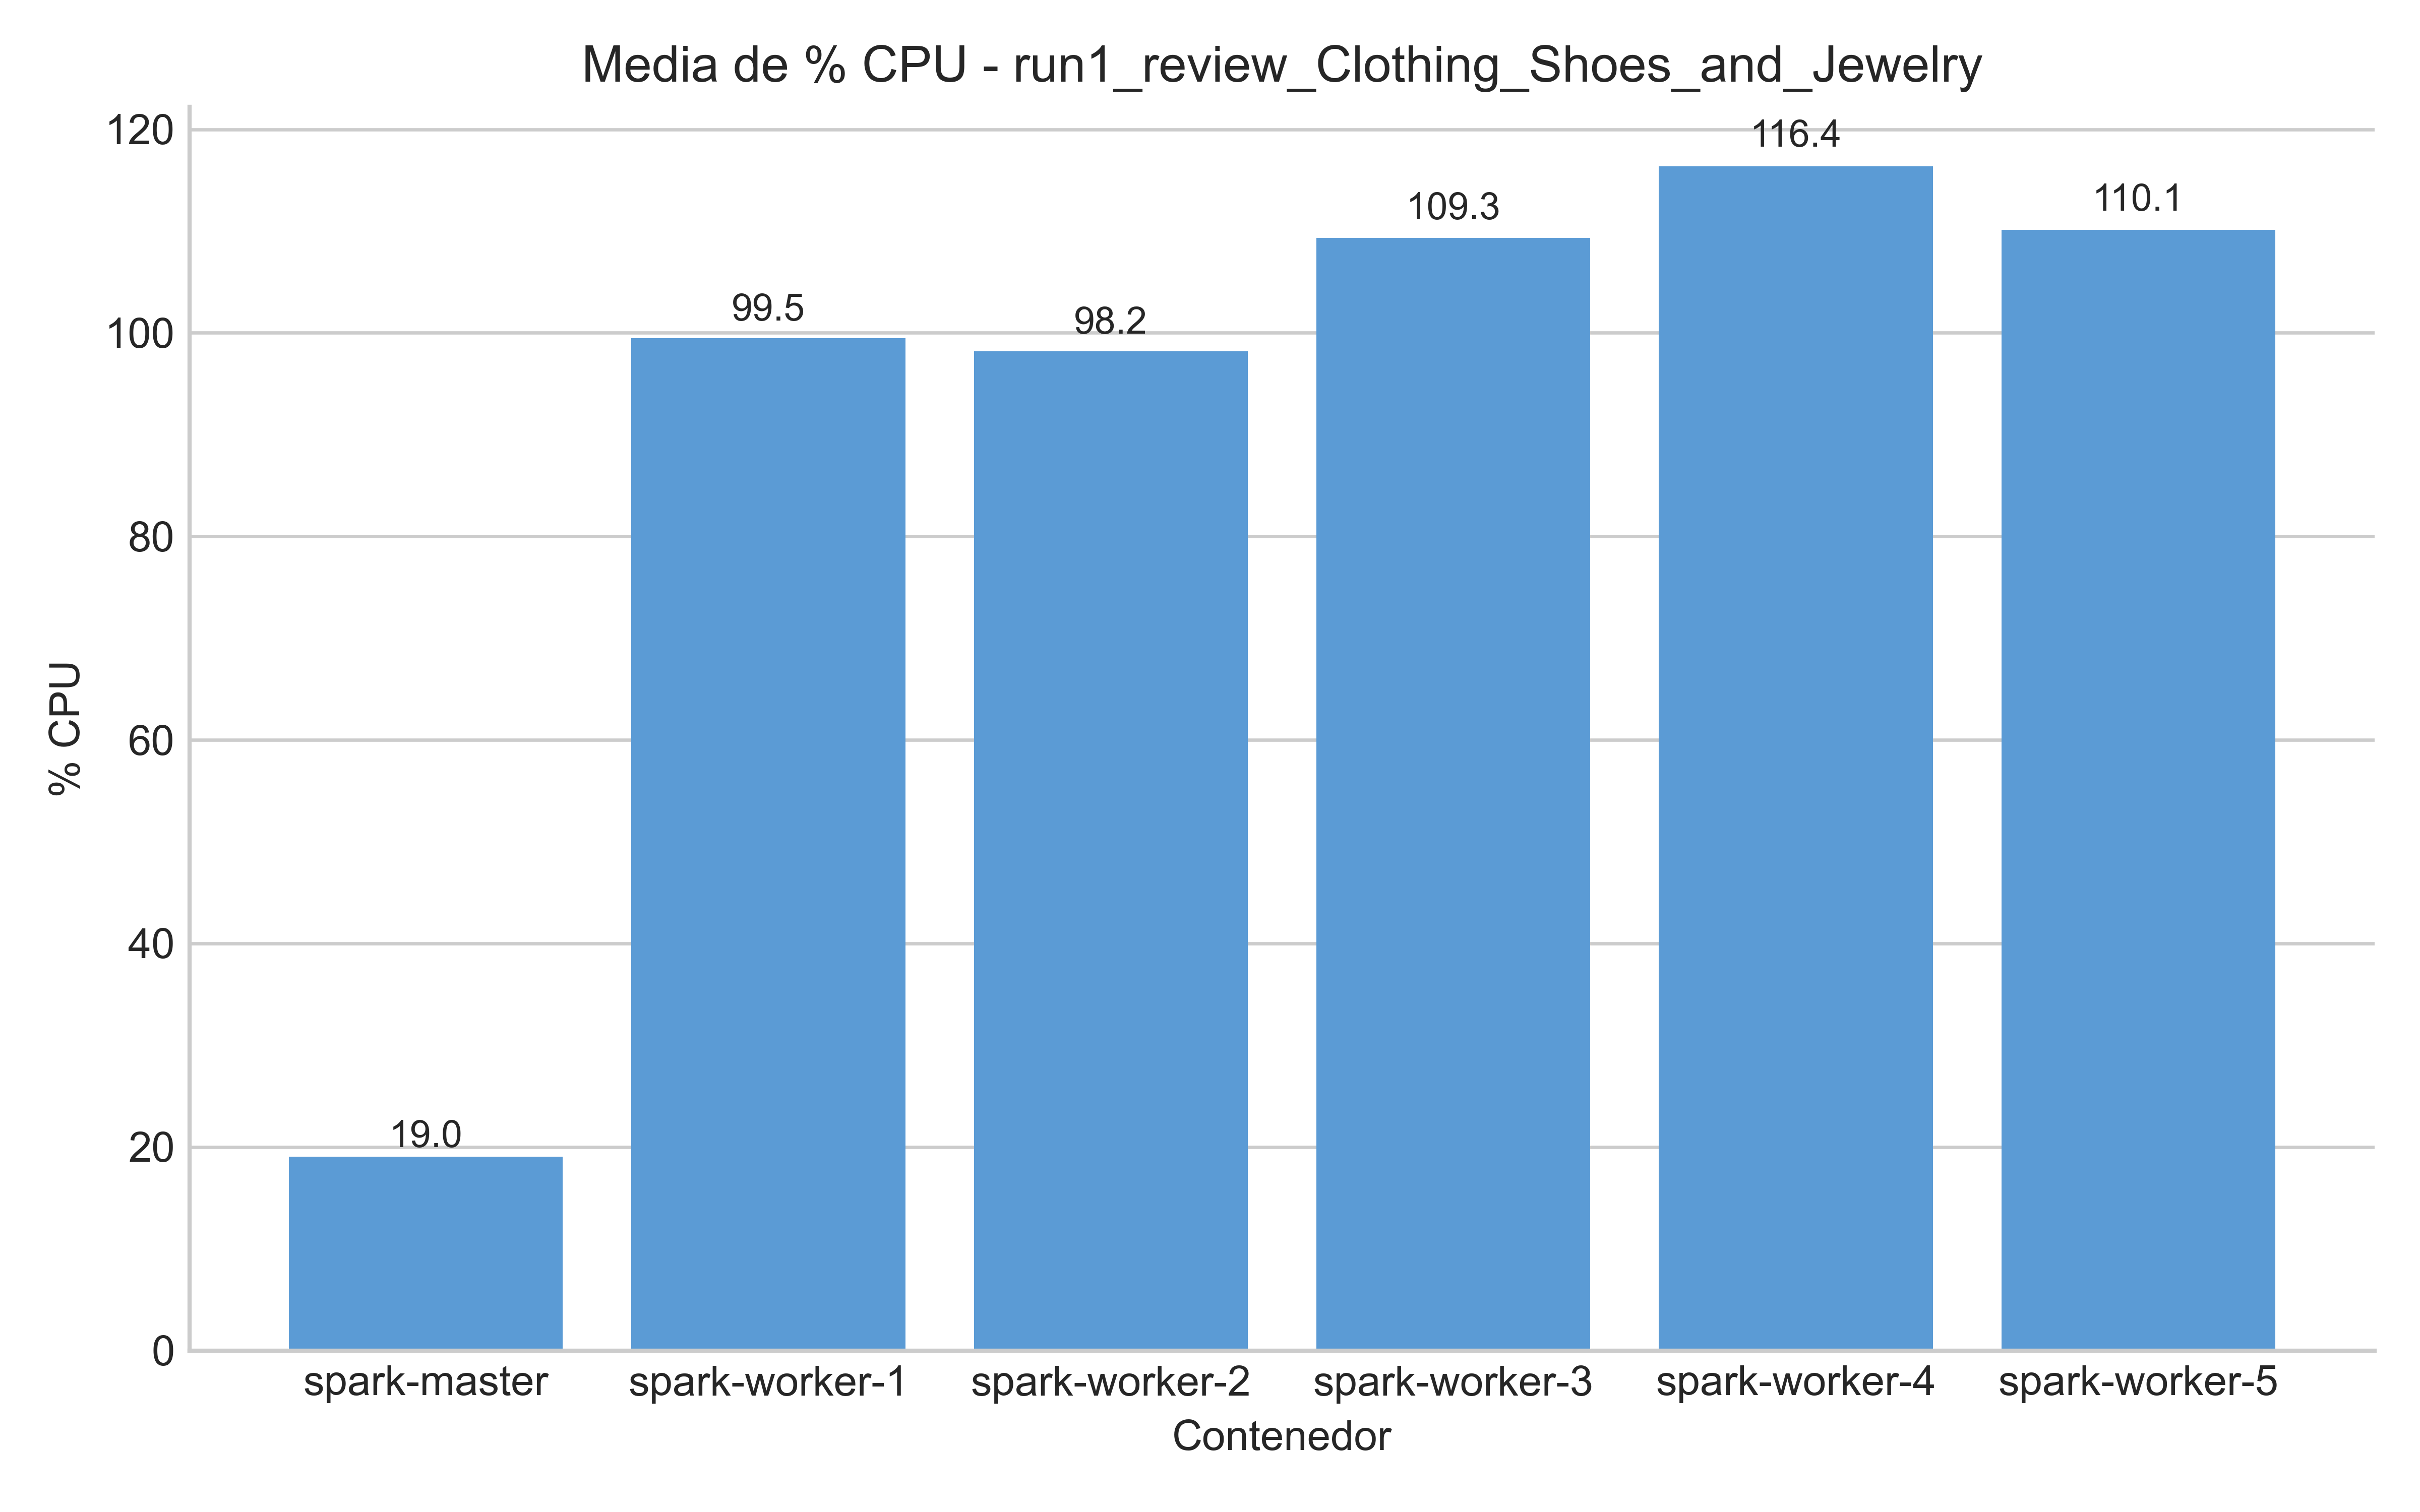 Media de % CPU - run1_review_Clothing_Shoes_and_Jewelry
120
100
80
60
40
20
0
% CPU
19.0
99.5
98.2
109.3
116.4
110.1
spark-master
spark-worker-1
spark-worker-2
spark-worker-3
spark-worker-4
spark-worker-5
Contenedor